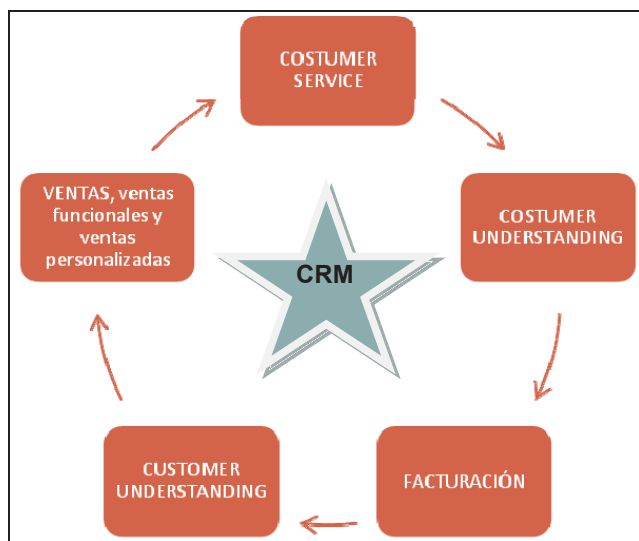 COSTUMER
SERVICE
COSTUMER
UNDERSTANDING
FACTURACIÓN
CUSTOMER
UNDERSTANDING
VENTAS, ventas
funcionales y
ventas
personalizadas
CRM